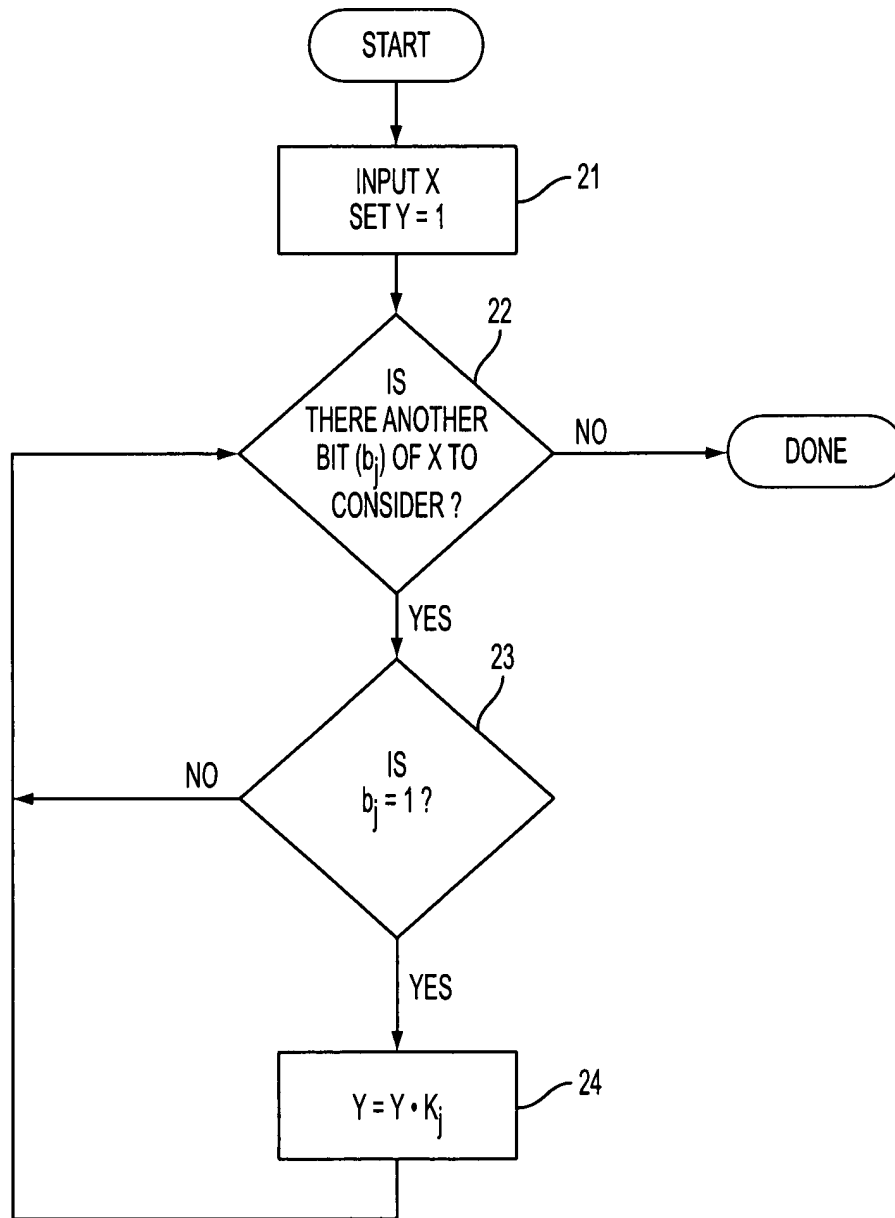 START
INPUT X
SET Y = 1
21
22
IS
THERE ANOTHER
BIT (bj) OF X TO
CONSIDER ?
NO
DONE
YES
23
IS
bj = 1 ?
NO
YES
Y = Y • Kj
24